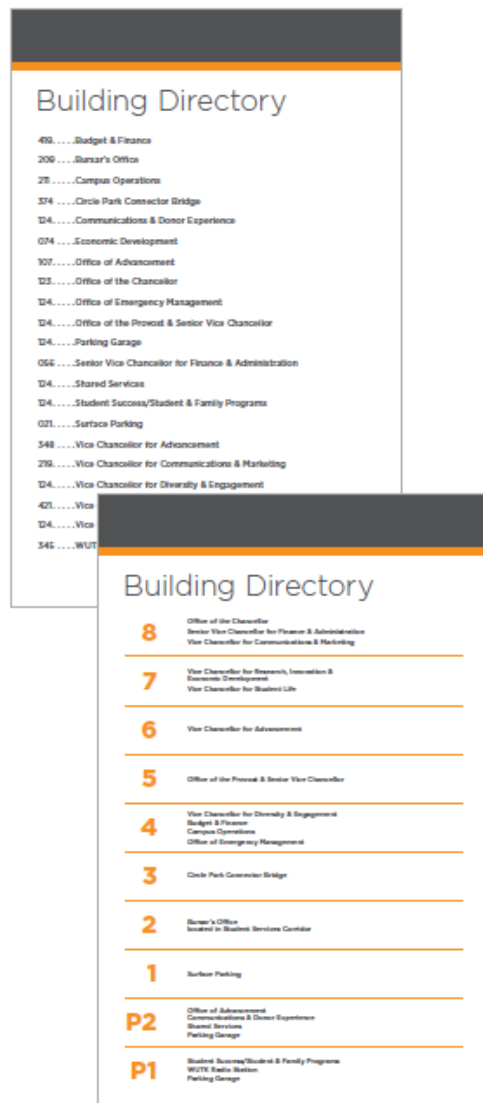 Building Directory
419.....Budget & Finance
209 ....Bursar's Office
211 .....Campus Operations
374 ....Circle Park Connector Bridge
124.....Communications & Donor Experience
074 ....Economic Development
107.....Office of Advancement
123.....Office of the Chancellor
124.....Office of Emergency Management
124.....Office of the Provost & Senior Vice Chancellor
124.....Parking Garage
056 ....Senior Vice Chancellor for Finance & Administration
124.....Shared Services
124.....Student Success/Student & Family Programs
021.....Surface Parking
348 ....Vice Chancellor for Advancement
219.....Vice Chancellor for Communications & Marketing
124.....Vice Chancellor for Diversity & Engagement
421.....Vice
124.....Vice
345 ....WUT
Building Directory
8
Office of the Chancellor
Senior Vice Chancellor for Finance & Administration
Vice Chancellor for Communications & Marketing
7
Vice Chancellor for Research, Innovation &
Economic Development
Vice Chancellor for Student Life
6
Vice Chancellor for Advancement
5
Office of the Provost & Senior Vice Chancellor
4
Vice Chancellor for Diversity & Engagement
Budget & Finance
Campus Operations
Office of Emergency Management
3
Circle Park Connector Bridge
2
Bursar's Office
located in Student Services Corridor
1
Surface Parking
P2
Office of Advancement
Communications & Donor Experience
Shared Services
Parking Garage
P1
Student Success/Student & Family Programs
WUTK Radio Station
Parking Garage